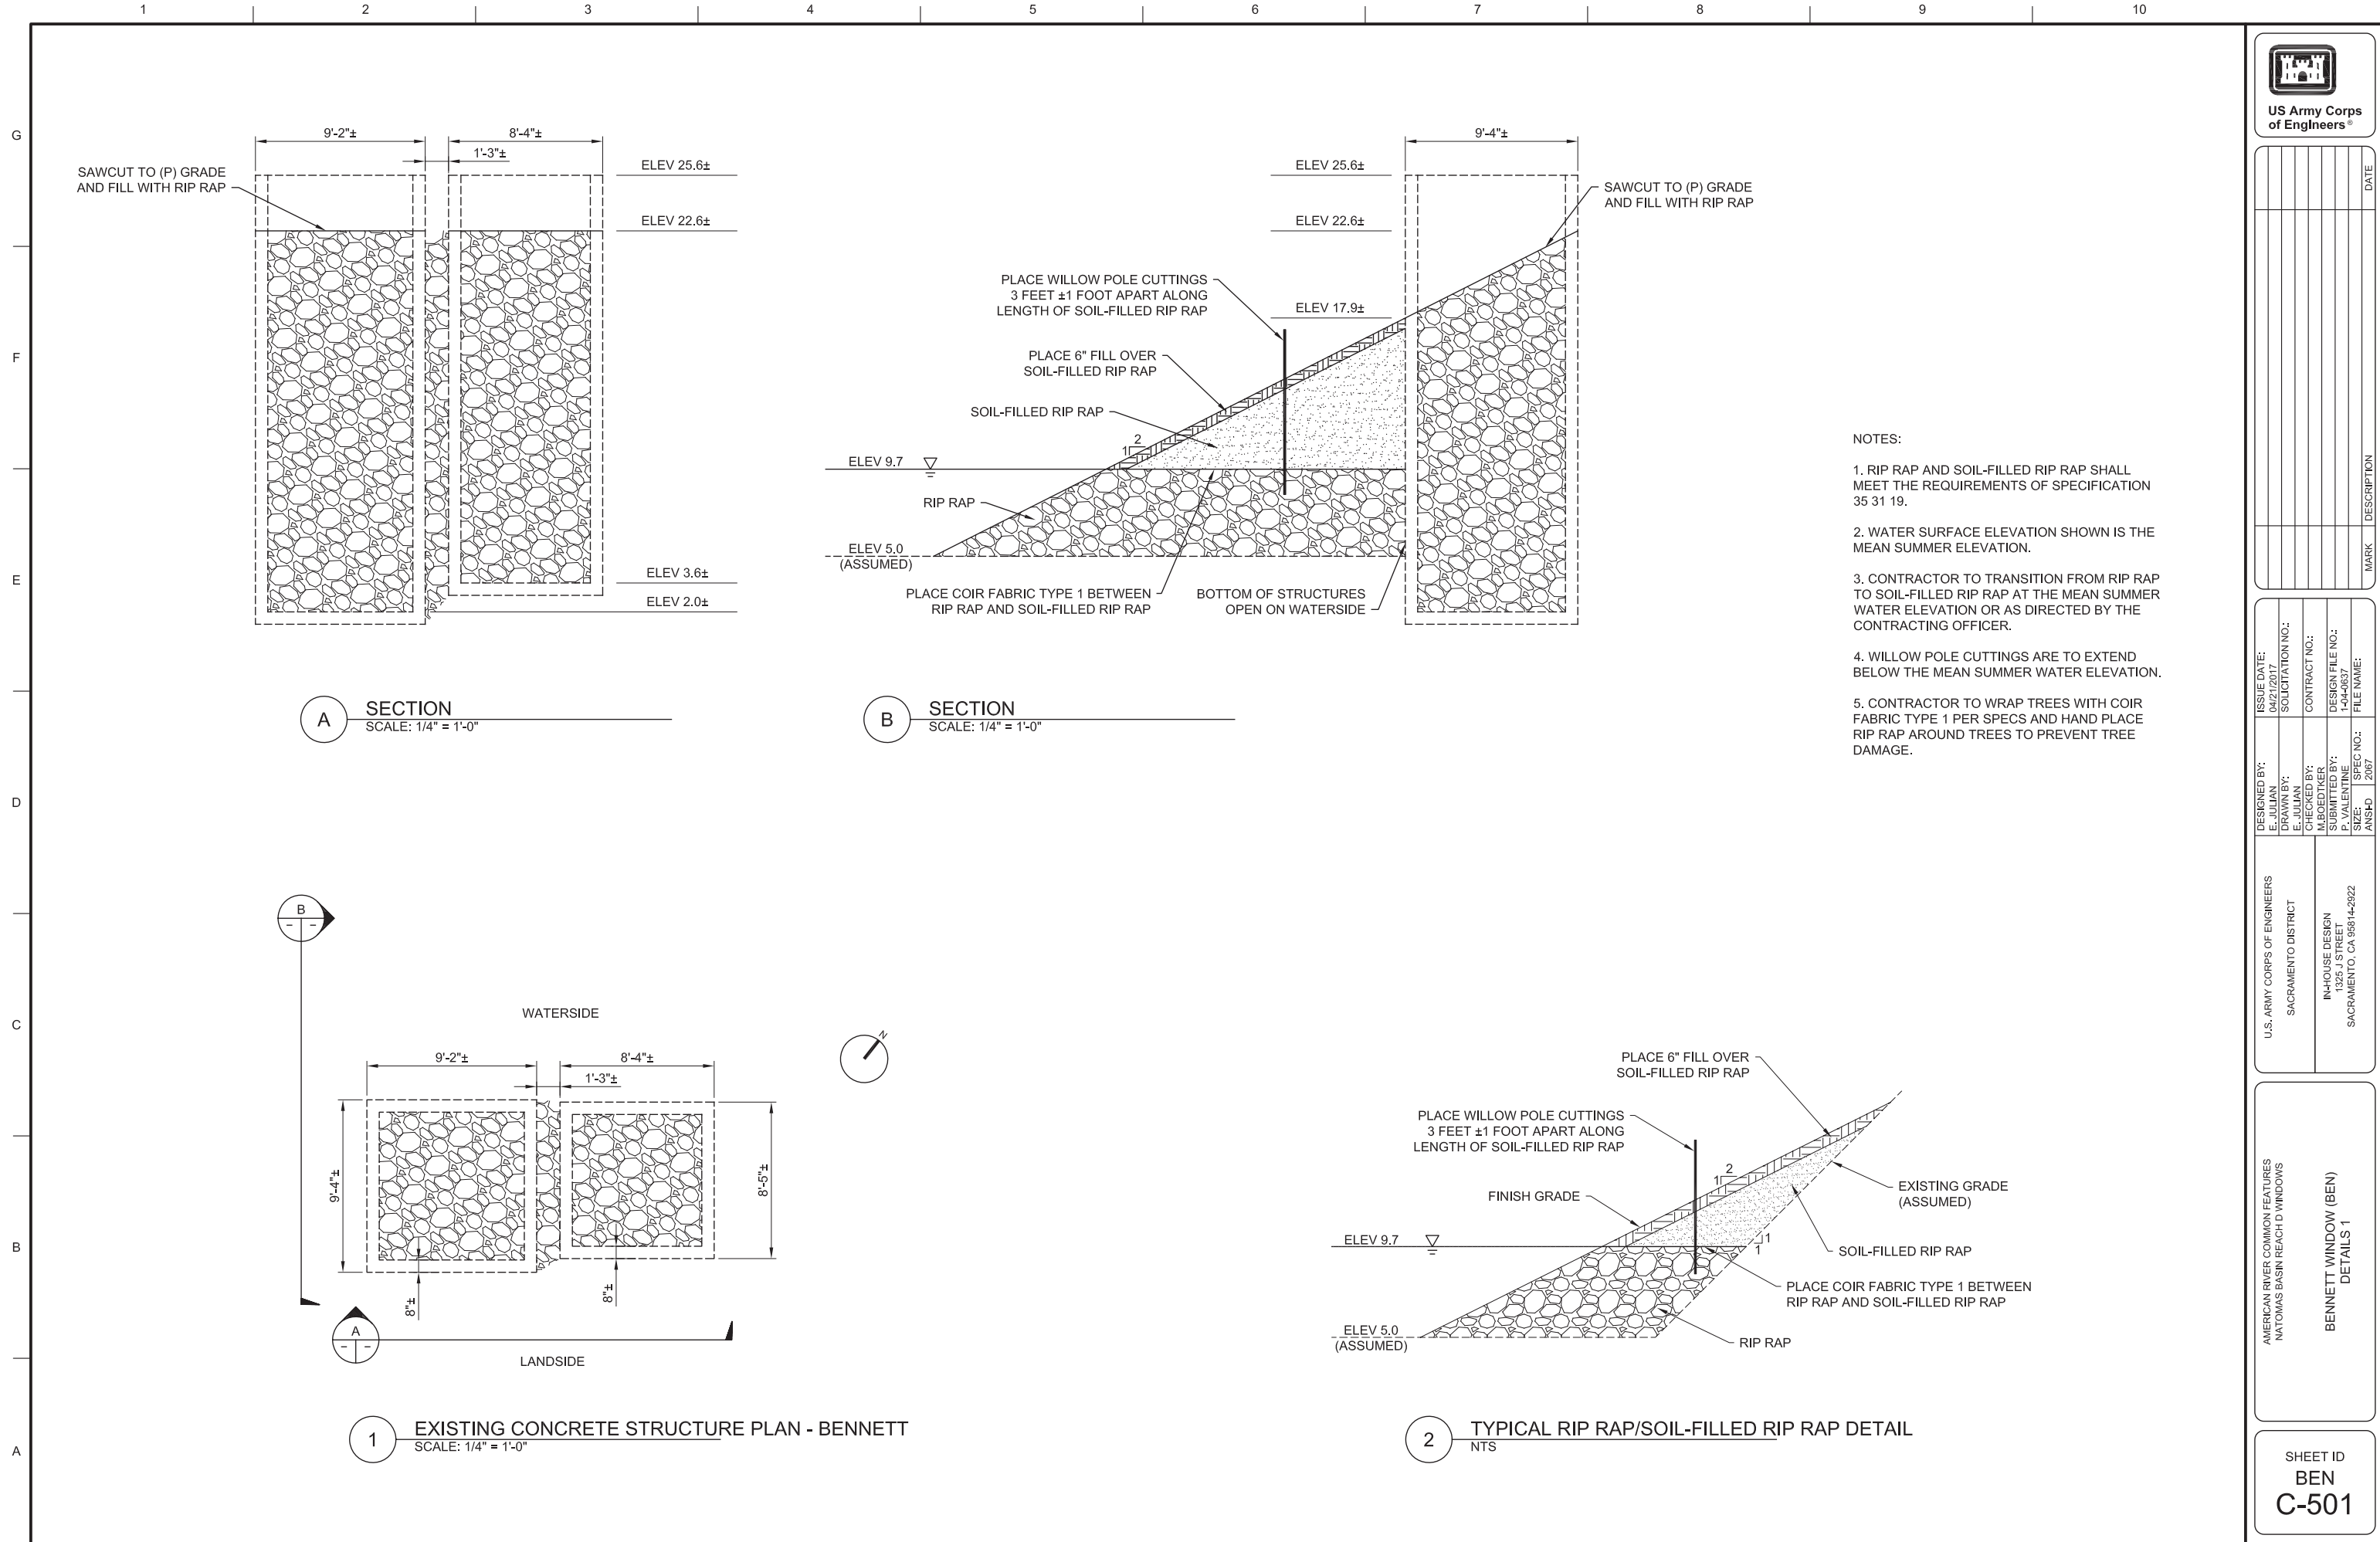 1 2 3 4 5 6 7 8 9 10
G
F
E
D
C
B
A
9'-2"±
8'-4"±
1'-3"±
SAWCUT TO (P) GRADE
AND FILL WITH RIP RAP
ELEV 25.6±
ELEV 22.6±
ELEV 3.6±
ELEV 2.0±
A
SECTION
SCALE: 1/4" = 1'-0"
9'-4"±
ELEV 25.6±
SAWCUT TO (P) GRADE
AND FILL WITH RIP RAP
ELEV 22.6±
PLACE WILLOW POLE CUTTINGS
3 FEET ±1 FOOT APART ALONG
LENGTH OF SOIL-FILLED RIP RAP
ELEV 17.9±
PLACE 6" FILL OVER
SOIL-FILLED RIP RAP
SOIL-FILLED RIP RAP
2
1
ELEV 9.7
RIP RAP
ELEV 5.0
(ASSUMED)
PLACE COIR FABRIC TYPE 1 BETWEEN
RIP RAP AND SOIL-FILLED RIP RAP
BOTTOM OF STRUCTURES
OPEN ON WATERSIDE
B
SECTION
SCALE: 1/4" = 1'-0"
NOTES:
1. RIP RAP AND SOIL-FILLED RIP RAP SHALL
MEET THE REQUIREMENTS OF SPECIFICATION
35 31 19.
2. WATER SURFACE ELEVATION SHOWN IS THE
MEAN SUMMER ELEVATION.
3. CONTRACTOR TO TRANSITION FROM RIP RAP
TO SOIL-FILLED RIP RAP AT THE MEAN SUMMER
WATER ELEVATION OR AS DIRECTED BY THE
CONTRACTING OFFICER.
4. WILLOW POLE CUTTINGS ARE TO EXTEND
BELOW THE MEAN SUMMER WATER ELEVATION.
5. CONTRACTOR TO WRAP TREES WITH COIR
FABRIC TYPE 1 PER SPECS AND HAND PLACE
RIP RAP AROUND TREES TO PREVENT TREE
DAMAGE.
B
- -
WATERSIDE
N
9'-2"±
8'-4"±
1'-3"±
9'-4"±
8'-5"±
8"±
8"±
A
- -
LANDSIDE
1
EXISTING CONCRETE STRUCTURE PLAN - BENNETT
SCALE: 1/4" = 1'-0"
PLACE 6" FILL OVER
SOIL-FILLED RIP RAP
PLACE WILLOW POLE CUTTINGS
3 FEET ±1 FOOT APART ALONG
LENGTH OF SOIL-FILLED RIP RAP
2
1
FINISH GRADE
EXISTING GRADE
(ASSUMED)
ELEV 9.7
1
1
SOIL-FILLED RIP RAP
PLACE COIR FABRIC TYPE 1 BETWEEN
RIP RAP AND SOIL-FILLED RIP RAP
ELEV 5.0
(ASSUMED)
RIP RAP
2
TYPICAL RIP RAP/SOIL-FILLED RIP RAP DETAIL
NTS
US Army Corps
of Engineers®
MARK
DESCRIPTION
DATE
ISSUE DATE:
04/21/2017
SOLICITATION NO.:
CONTRACT NO.:
DESIGN FILE NO.:
1-04-0637
FILE NAME:
DESIGNED BY:
E. JULIAN
DRAWN BY:
E. JULIAN
CHECKED BY:
M.BOEDTKER
SUBMITTED BY:
P. VALENTINE
SIZE:
ANSI-D
SPEC NO.:
2067
U.S. ARMY CORPS OF ENGINEERS
SACRAMENTO DISTRICT
IN-HOUSE DESIGN
1325 J STREET
SACRAMENTO, CA 95814-2922
AMERICAN RIVER COMMON FEATURES
NATOMAS BASIN REACH D WINDOWS
BENNETT WINDOW (BEN)
DETAILS 1
SHEET ID
BEN
C-501